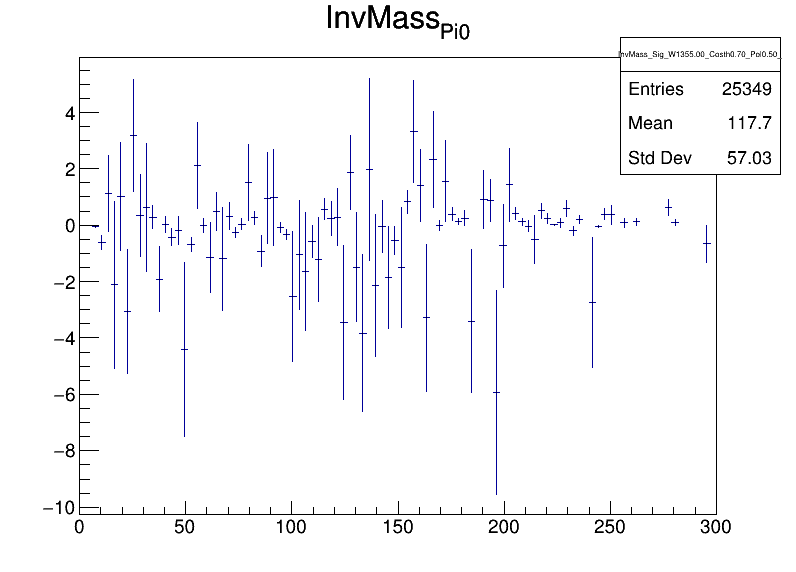 InvMass_Pi0
InvMass_Sig_W1355.00_Costh0.70_Pol0.50_
Entries 25349
Mean 117.7
Std Dev 57.03
4
2
0
−2
−4
−6
−8
−10
0 50 100 150 200 250 300